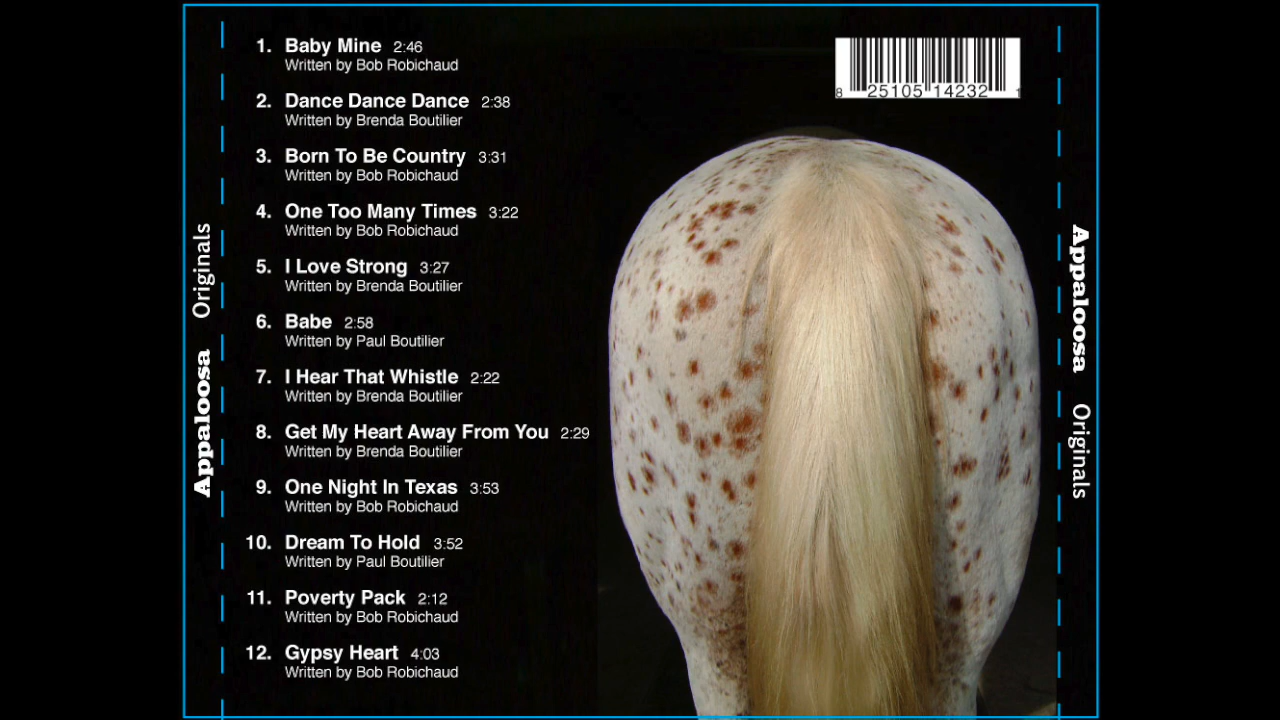 1. Baby Mine 2:46
Written by Bob Robichaud
2. Dance Dance Dance 2:38
Written by Brenda Boutilier
3. Born To Be Country 3:31
Written by Bob Robichaud
4. One Too Many Times 3:22
Written by Bob Robichaud
5. I Love Strong 3:27
Written by Brenda Boutilier
6. Babe 2:58
Written by Paul Boutilier
7. I Hear That Whistle 2:22
Written by Brenda Boutilier
8. Get My Heart Away From You 2:29
Written by Brenda Boutilier
9. One Night In Texas 3:53
Written by Bob Robichaud
10. Dream To Hold 3:52
Written by Paul Boutilier
11. Poverty Pack 2:12
Written by Bob Robichaud
12. Gypsy Heart 4:03
Written by Bob Robichaud
8 25105 14232 1
Appaloosa Originals
Appaloosa Originals